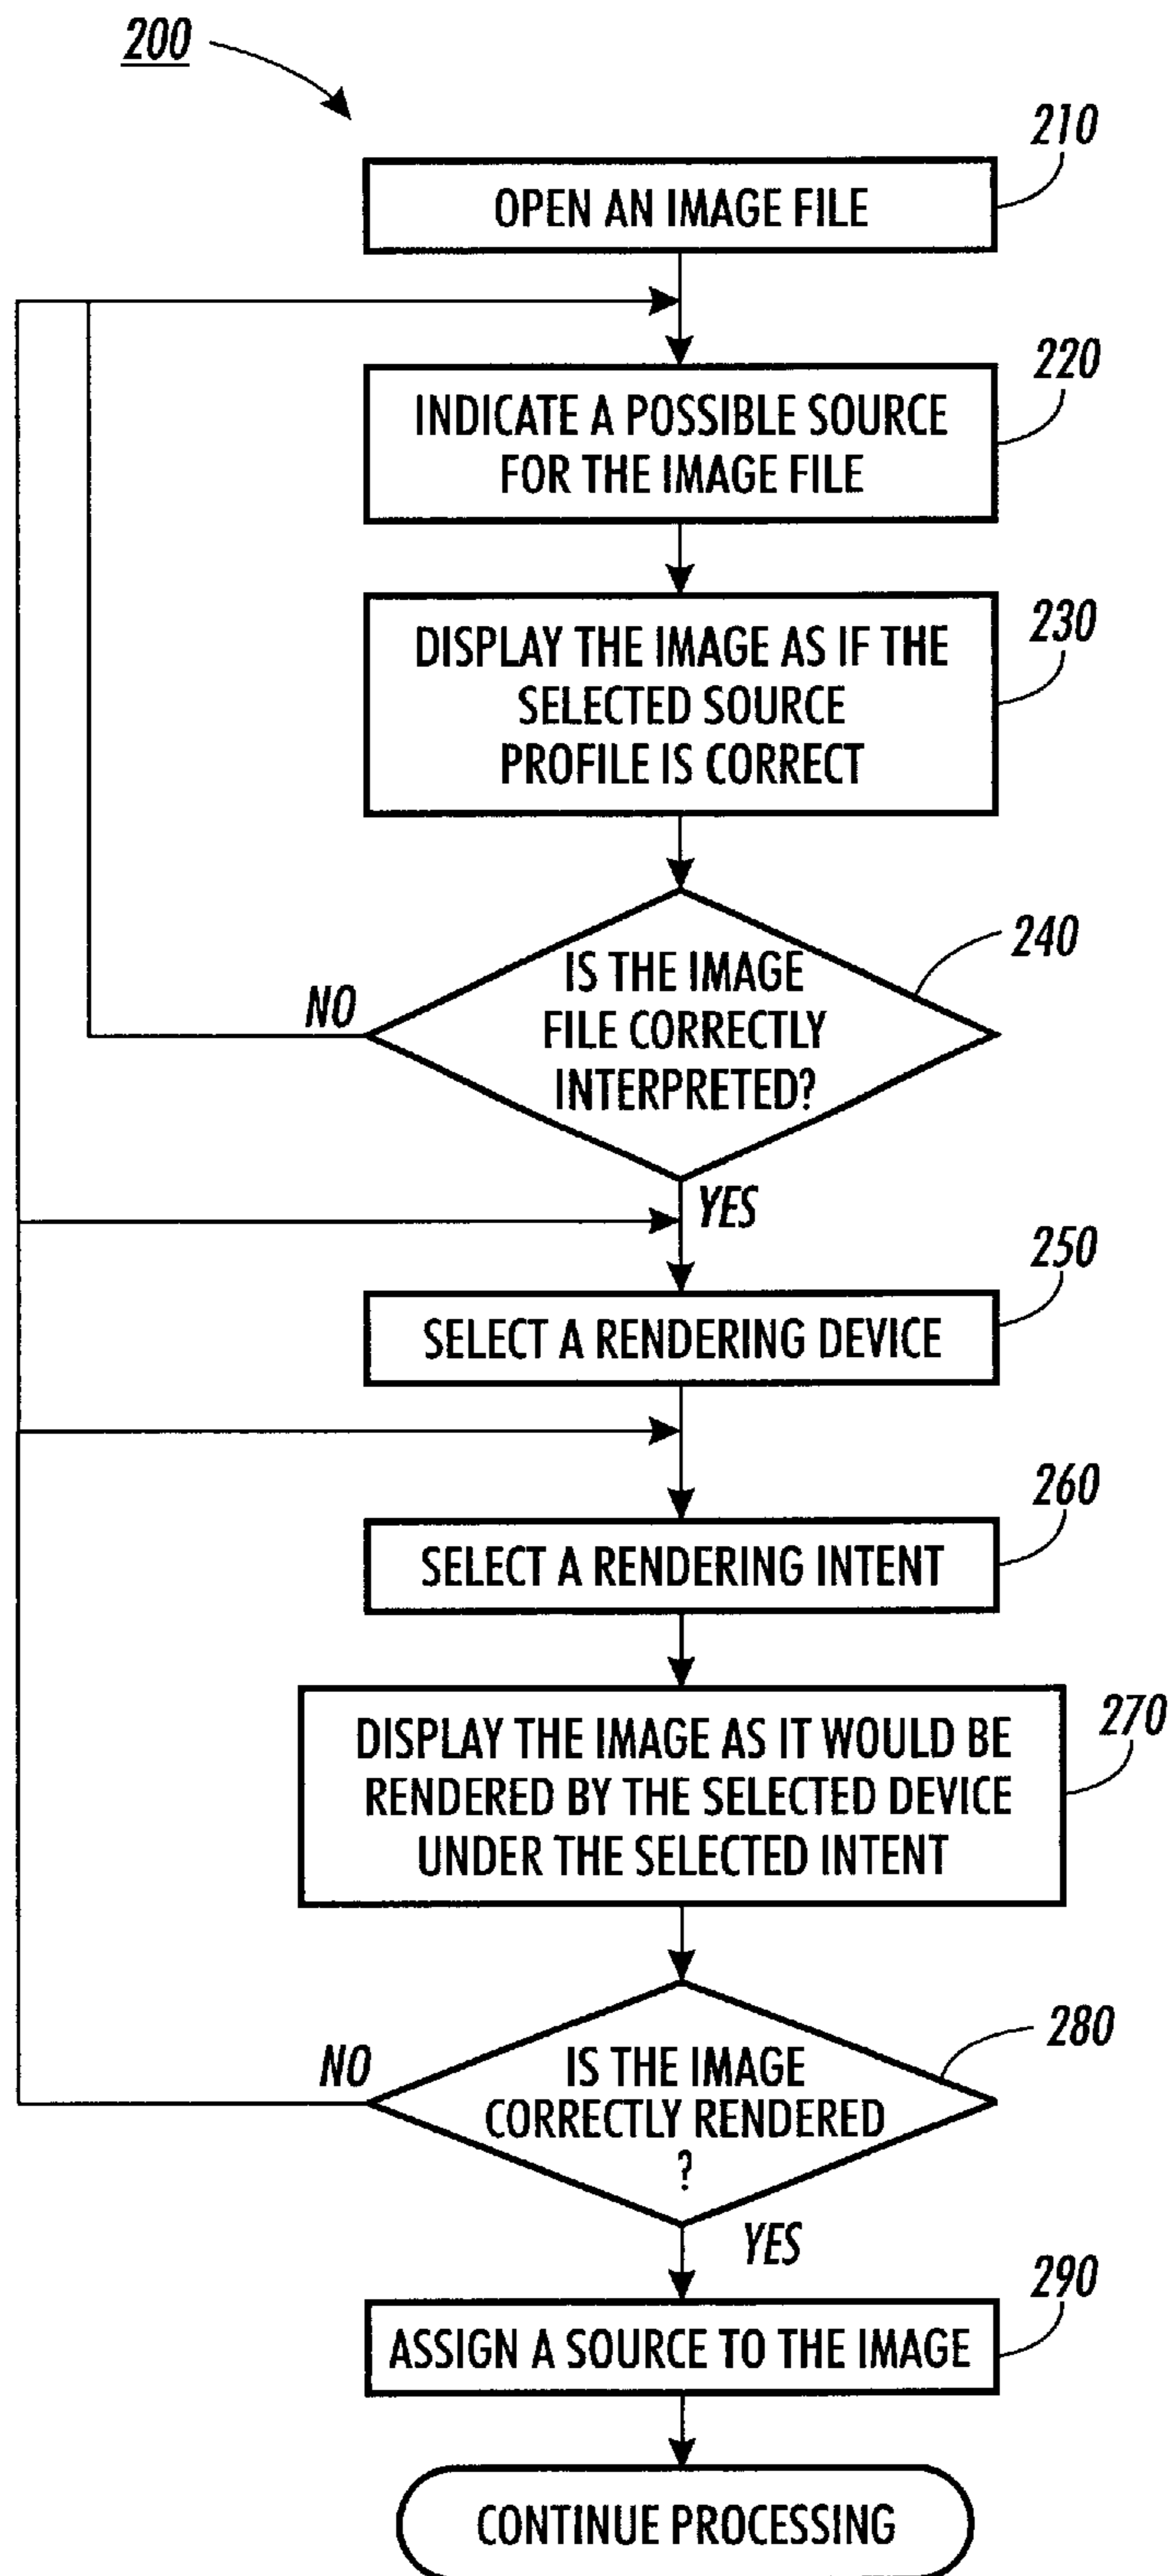 200
210
OPEN AN IMAGE FILE
220
INDICATE A POSSIBLE SOURCE
FOR THE IMAGE FILE
230
DISPLAY THE IMAGE AS IF THE
SELECTED SOURCE
PROFILE IS CORRECT
240
IS THE IMAGE
FILE CORRECTLY
INTERPRETED?
NO
YES
250
SELECT A RENDERING DEVICE
260
SELECT A RENDERING INTENT
270
DISPLAY THE IMAGE AS IT WOULD BE
RENDERED BY THE SELECTED DEVICE
UNDER THE SELECTED INTENT
280
NO
IS THE IMAGE
CORRECTLY RENDERED
?
YES
290
ASSIGN A SOURCE TO THE IMAGE
CONTINUE PROCESSING